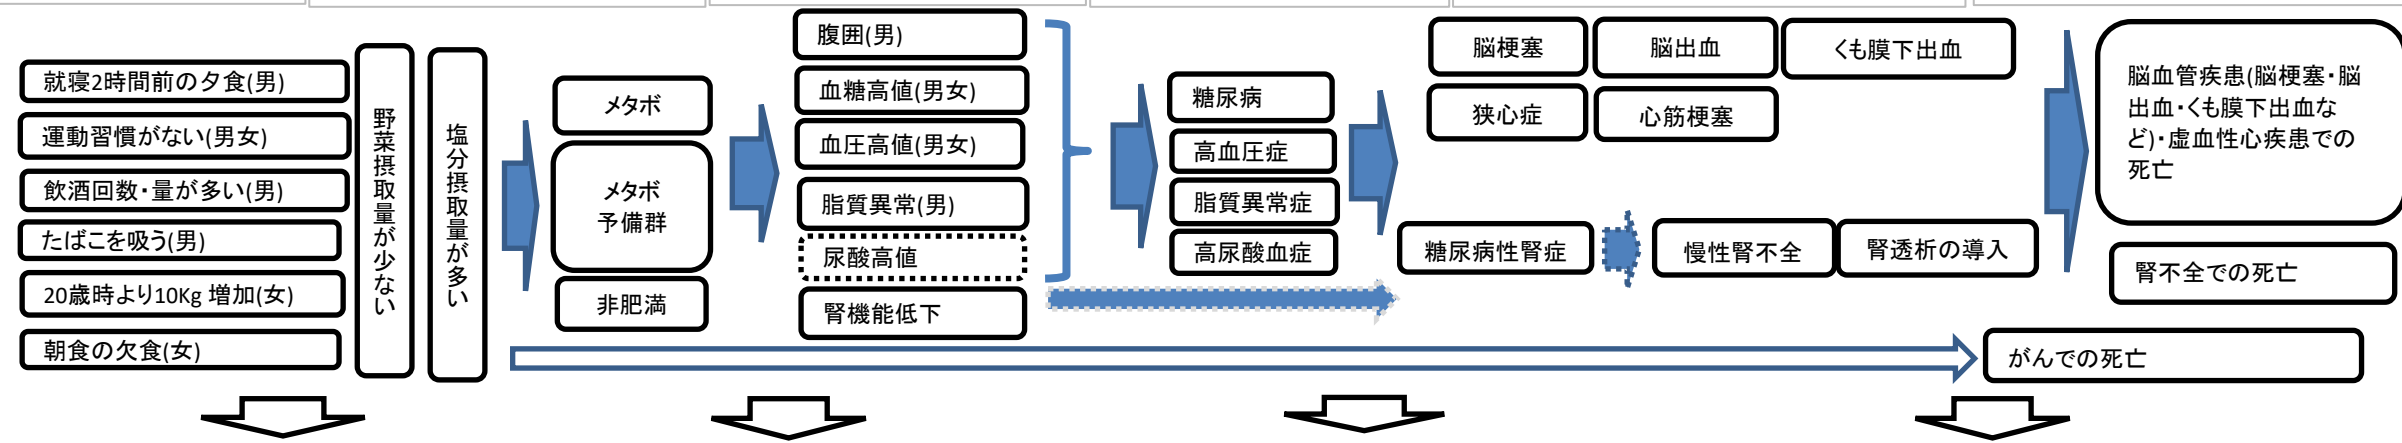 就寝2時間前の夕食(男)
運動習慣がない(男女)
飲酒回数・量が多い(男)
たばこを吸う(男)
20歳時より10Kg 増加(女)
朝食の欠食(女)
野菜摂取量が少ない
塩分摂取量が多い
メタボ
メタボ
予備群
非肥満
腹囲(男)
血糖高値(男女)
血圧高値(男女)
脂質異常(男)
尿酸高値
腎機能低下
糖尿病
高血圧症
脂質異常症
高尿酸血症
脳梗塞
脳出血
くも膜下出血
狭心症
心筋梗塞
糖尿病性腎症
慢性腎不全
腎透析の導入
脳血管疾患(脳梗塞・脳
出血・くも膜下出血な
ど)・虚血性心疾患での
死亡
腎不全での死亡
がんでの死亡